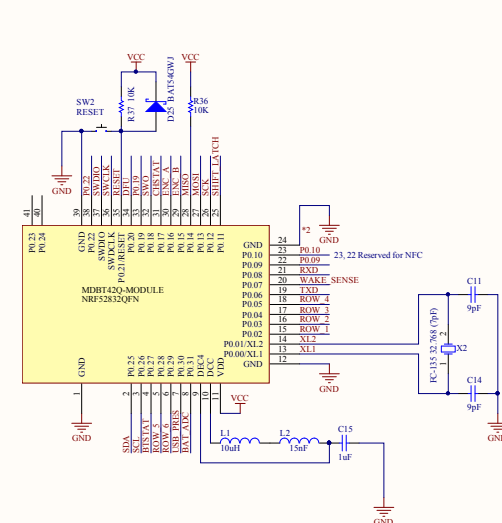 VCC
VCC
SW2
RESET
R37 10K
D25 BAT54GWJ
R36
10K
GND
P0.22
SWDIO
SWCLK
RESET
DFU
P0.19
SWO
CHSTAT
ENC_A
ENC_B
MISO
MOSI
SCK
SHIFT_LATCH
41
40
39
38
37
36
35
34
33
32
31
30
29
28
27
26
25
P0.23
P0.24
GND
P0.22
SWDIO
SWDCLK
P0.21/RESET
P0.20
P0.19
P0.18
P0.17
P0.16
P0.15
P0.14
P0.13
P0.12
P0.11
MDBT42Q-MODULE
NRF52832QFN
GND 24 *2 GND
P0.10 23 P0.10 23, 22 Reserved for NFC
P0.09 22 P0.09
P0.08 21 RXD
P0.07 20 WAKE_SENSE
P0.06 19 TXD
P0.05 18 ROW_4
P0.04 17 ROW_3
P0.03 16 ROW_2
P0.02 15 ROW_1
P0.01/XL2 14 XL2
P0.00/XL1 13 XL1
GND 12
GND
C11
9pF
FC-135 32.768 (7pF)
2
1
X2
C14
9pF
GND
GND
P0.25
P0.26
P0.27
P0.28
P0.29
P0.30
P0.31
DEC4
DCC
VDD
1
2
3
4
5
6
7
8
9
10
11
GND
SDA
SCL
BTSTAT
ROW_5
ROW_6
USB_PRES
BAT_ADC
VCC
L1
10uH
L2
15nF
C15
1uF
GND